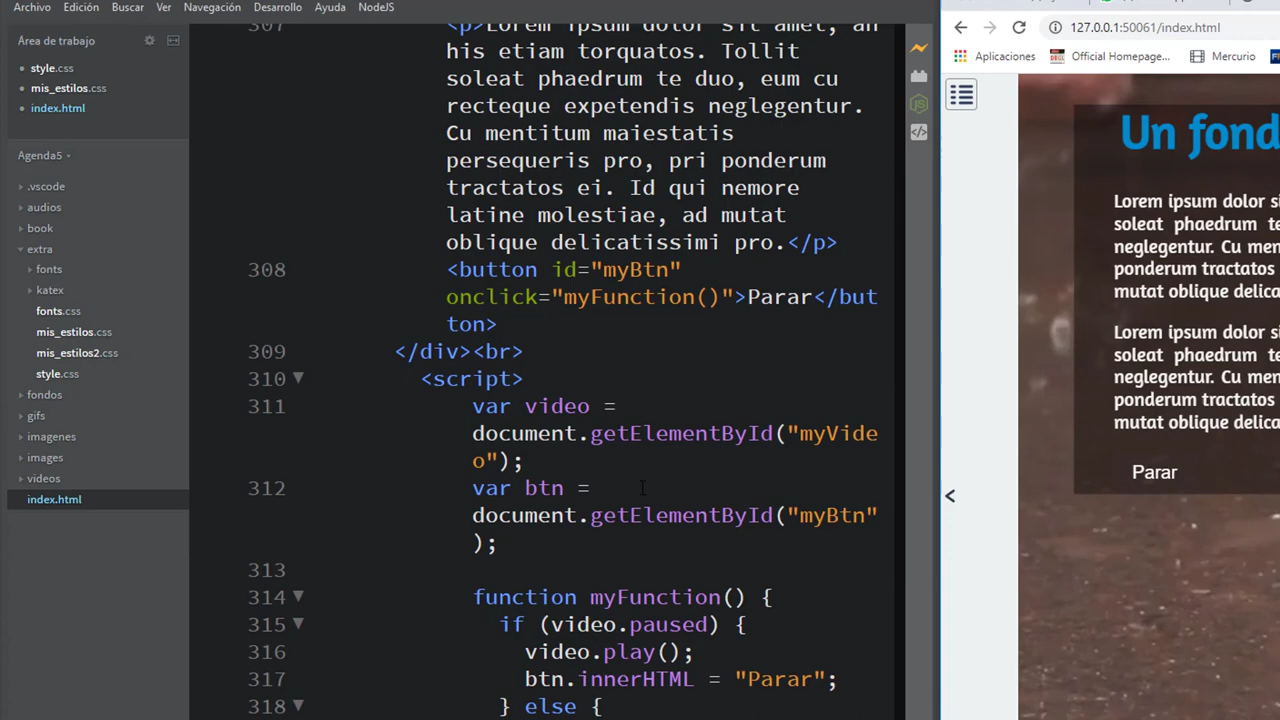 Archivo Edición Buscar Ver Navegación Desarrollo Ayuda NodeJS
Área de trabajo
style.css
mis_estilos.css
index.html
Agenda5
.vscode
audios
book
extra
fonts
katex
fonts.css
mis_estilos.css
mis_estilos2.css
style.css
fondos
gifs
imagenes
images
videos
index.html
307 <p>Lorem ipsum dolor sit amet, an
his etiam torquatos. Tollit
soleat phaedrum te duo, eum cu
recteque expetendis neglegentur.
Cu mentitum maiestatis
persequeris pro, pri ponderum
tractatos ei. Id qui nemore
latine molestiae, ad mutat
oblique delicatissimi pro.</p>
308 <button id="myBtn"
onclick="myFunction()">Parar</but
ton>
309 </div><br>
310 <script>
311 var video =
document.getElementById("myVide
o");
312 var btn =
document.getElementById("myBtn"
);
313
314 function myFunction() {
315 if (video.paused) {
316 video.play();
317 btn.innerHTML = "Parar";
318 } else {
127.0.0.1:50061/index.html
Aplicaciones Official Homepage... Mercurio
Un fond
Lorem ipsum dolor si
soleat phaedrum te
neglegentur. Cu men
ponderum tractatos
mutat oblique delica
Lorem ipsum dolor si
soleat phaedrum te
neglegentur. Cu men
ponderum tractatos
mutat oblique delica
Parar